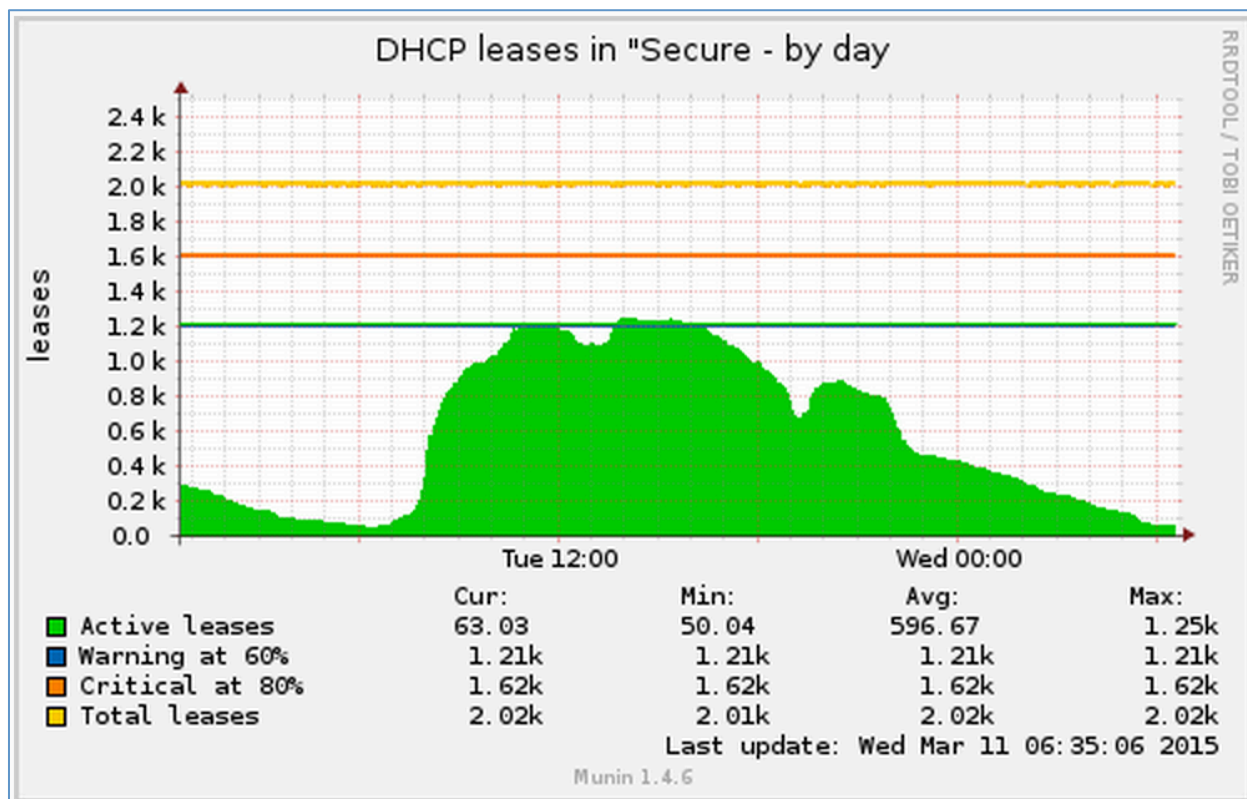 DHCP leases in "Secure - by day
RRDTOOL / TOBI OETIKER
leases
2.4 k
2.2 k
2.0 k
1.8 k
1.6 k
1.4 k
1.2 k
1.0 k
0.8 k
0.6 k
0.4 k
0.2 k
0.0
Tue 12:00 Wed 00:00
Cur: Min: Avg: Max:
Active leases 63.03 50.04 596.67 1.25k
Warning at 60% 1.21k 1.21k 1.21k 1.21k
Critical at 80% 1.62k 1.62k 1.62k 1.62k
Total leases 2.02k 2.01k 2.02k 2.02k
Last update: Wed Mar 11 06:35:06 2015
Munin 1.4.6